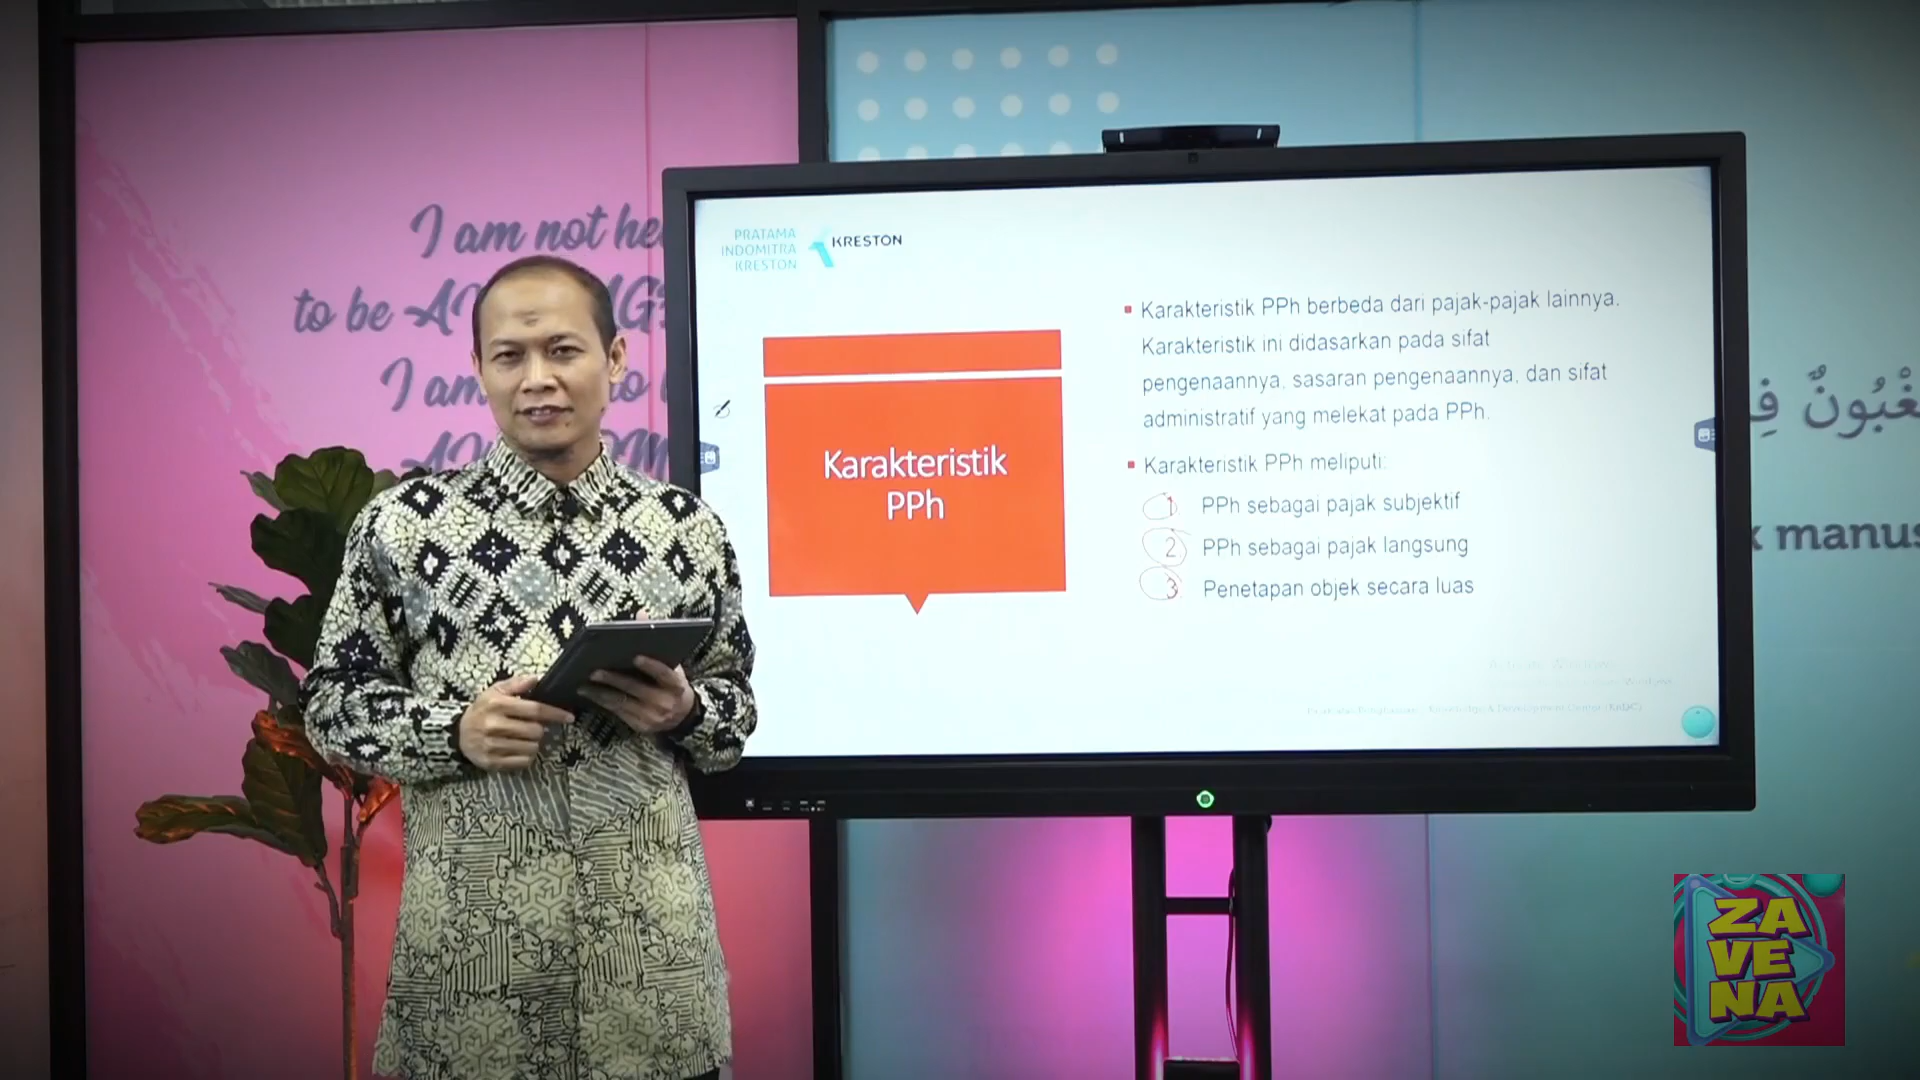 I am not he
to be
I am
PRATAMA
INDOMITRA
KRESTON
KRESTON
Karakteristik
PPh
Karakteristik PPh berbeda dari pajak-pajak lainnya.
Karakteristik ini didasarkan pada sifat
pengenaannya, sasaran pengenaannya, dan sifat
administratif yang melekat pada PPh.
Karakteristik PPh meliputi:
1 PPh sebagai pajak subjektif
2 PPh sebagai pajak langsung
3 Penetapan objek secara luas
manus
ZA
VE
NA